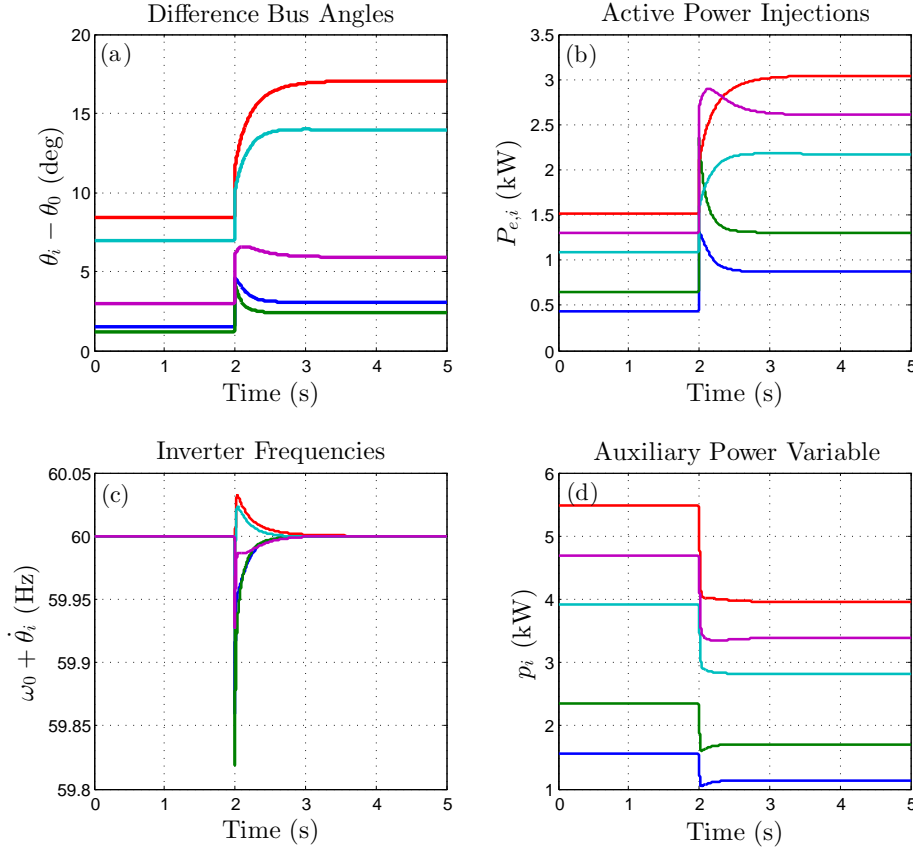 Difference Bus Angles
(a)
θi − θ0 (deg)
20
15
10
5
0
0 1 2 3 4 5
Time (s)
Active Power Injections
(b)
Pe,i (kW)
3.5
3
2.5
2
1.5
1
0.5
0
0 1 2 3 4 5
Time (s)
Inverter Frequencies
(c)
ω0 + θ̇i (Hz)
60.05
60
59.95
59.9
59.85
59.8
0 1 2 3 4 5
Time (s)
Auxiliary Power Variable
(d)
pi (kW)
6
5
4
3
2
1
0 1 2 3 4 5
Time (s)